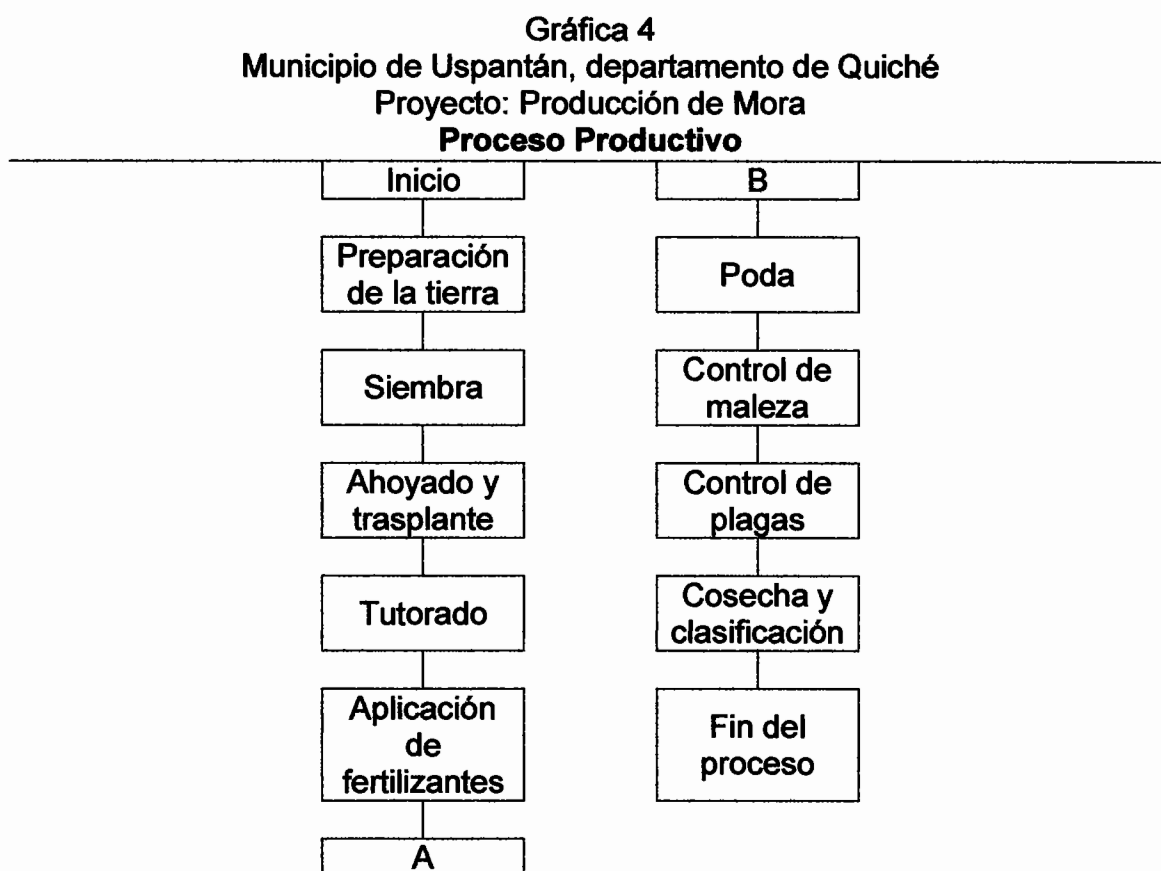 Gráfica 4
Municipio de Uspantán, departamento de Quiché
Proyecto: Producción de Mora
Proceso Productivo
Inicio
Preparación
de la tierra
Siembra
Ahoyado y
trasplante
Tutorado
Aplicación
de
fertilizantes
A
B
Poda
Control de
maleza
Control de
plagas
Cosecha y
clasificación
Fin del
proceso